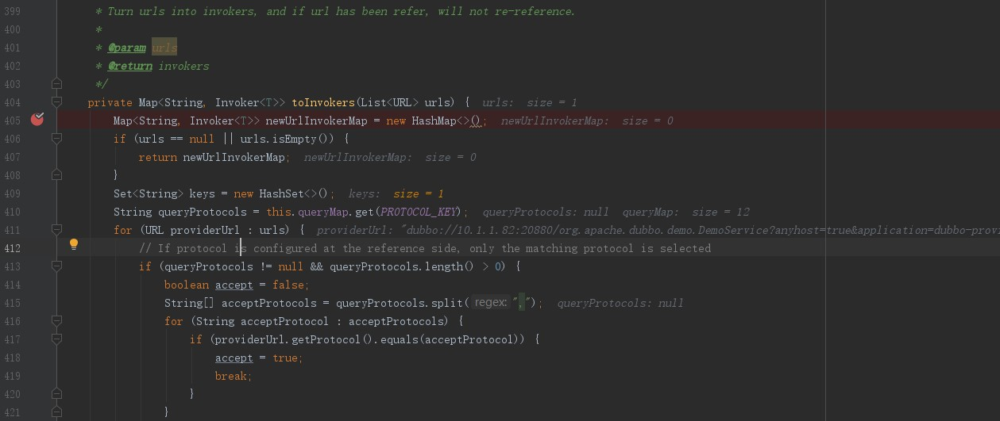 399 * Turn urls into invokers, and if url has been refer, will not re-reference.
400 *
401 * @param urls
402 * @return invokers
403 */
404 private Map<String, Invoker<T>> toInvokers(List<URL> urls) { urls: size = 1
405 Map<String, Invoker<T>> newUrlInvokerMap = new HashMap<>(); newUrlInvokerMap: size = 0
406 if (urls == null || urls.isEmpty()) {
407 return newUrlInvokerMap; newUrlInvokerMap: size = 0
408 }
409 Set<String> keys = new HashSet<>(); keys: size = 1
410 String queryProtocols = this.queryMap.get(PROTOCOL_KEY); queryProtocols: null queryMap: size = 12
411 for (URL providerUrl : urls) { providerUrl: "dubbo://10.1.1.82:20880/org.apache.dubbo.demo.DemoService?anyhost=true&application=dubbo-provi
412 // If protocol is configured at the reference side, only the matching protocol is selected
413 if (queryProtocols != null && queryProtocols.length() > 0) {
414 boolean accept = false;
415 String[] acceptProtocols = queryProtocols.split( regex: ","); queryProtocols: null
416 for (String acceptProtocol : acceptProtocols) {
417 if (providerUrl.getProtocol().equals(acceptProtocol)) {
418 accept = true;
419 break;
420 }
421 }